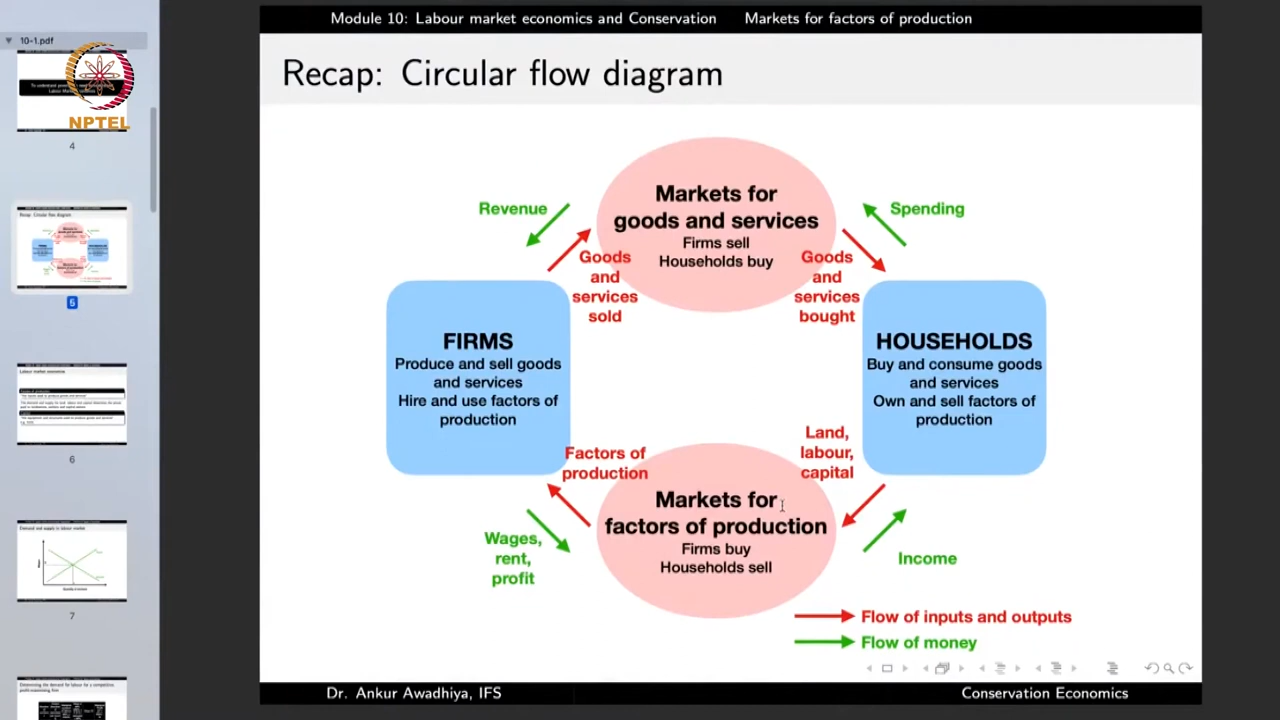 Module 10: Labour market economics and Conservation Markets for factors of production
10-1.pdf
NPTEL
4
5
6
7
Recap: Circular flow diagram
Markets for
goods and services
Firms sell
Households buy
Revenue
Spending
Goods
and
services
sold
Goods
and
services
bought
FIRMS
Produce and sell goods
and services
Hire and use factors of
production
HOUSEHOLDS
Buy and consume goods
and services
Own and sell factors of
production
Factors of
production
Land,
labour,
capital
Markets for
factors of production
Firms buy
Households sell
Wages,
rent,
profit
Income
Flow of inputs and outputs
Flow of money
Dr. Ankur Awadhiya, IFS
Conservation Economics